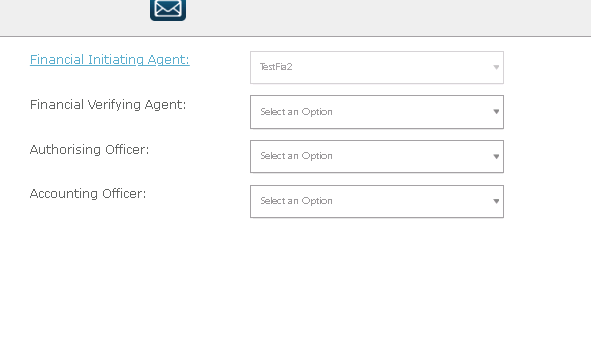 Financial Initiating Agent: TestFia2
Financial Verifying Agent: Select an Option
Authorising Officer: Select an Option
Accounting Officer: Select an Option